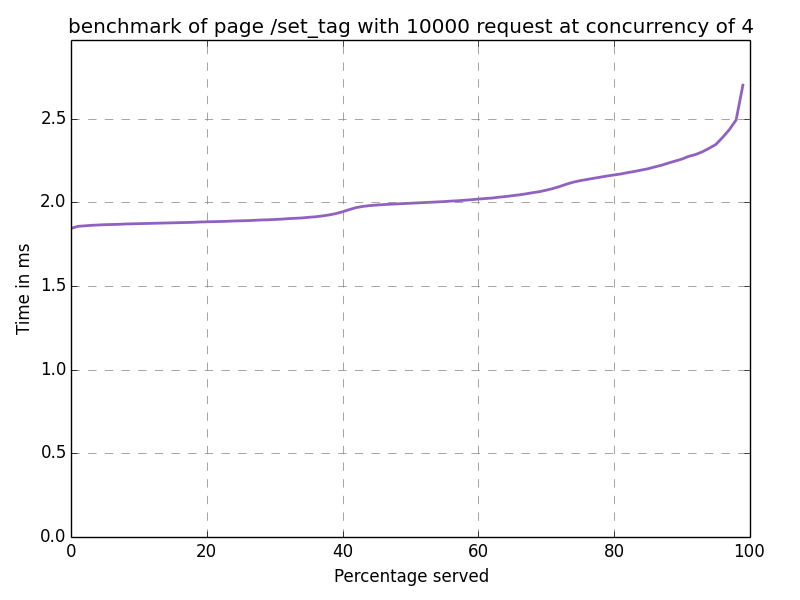 benchmark of page /set_tag with 10000 request at concurrency of 4
2.5
2.0
1.5
1.0
0.5
0.0
Time in ms
0 20 40 60 80 100
Percentage served